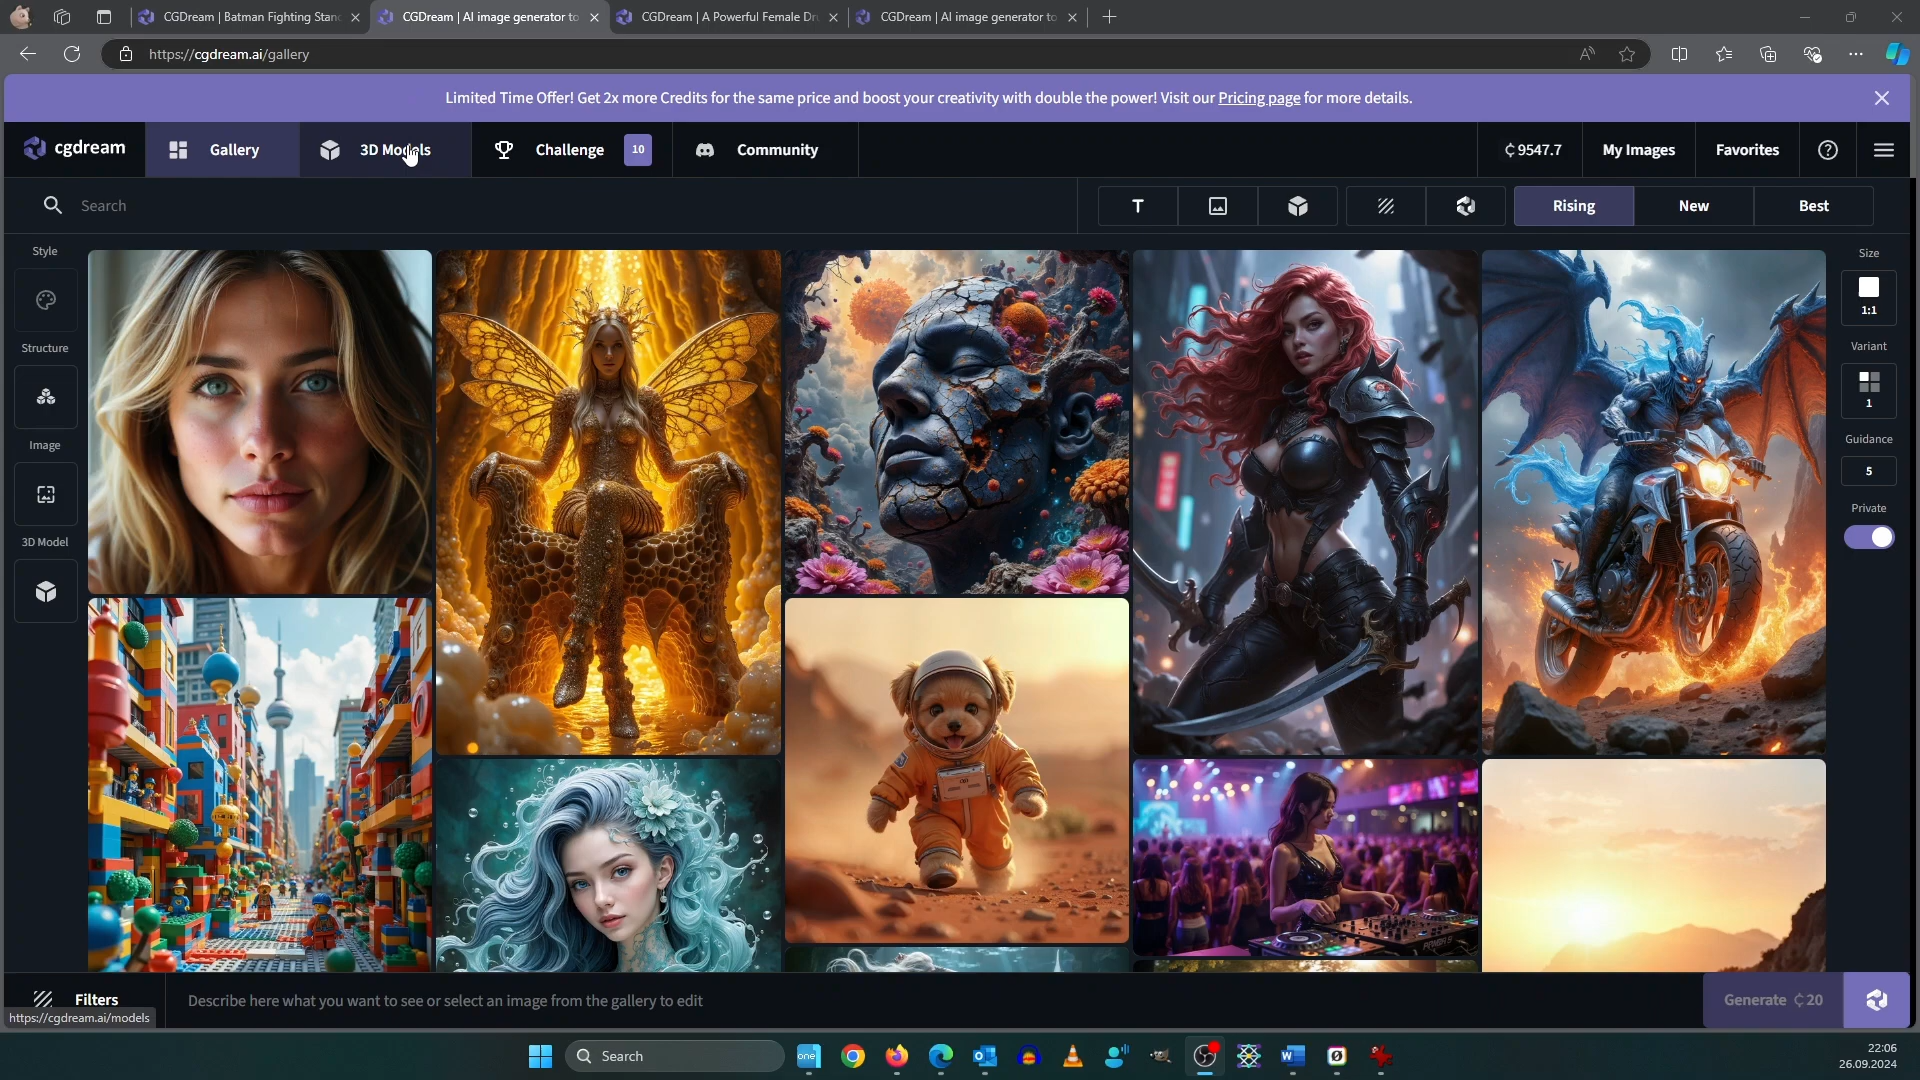 CGDream | Batman Fighting Stanc
CGDream | AI image generator to
CGDream | A Powerful Female Dru
CGDream | AI image generator to
https://cgdream.ai/gallery
Limited Time Offer! Get 2x more Credits for the same price and boost your creativity with double the power! Visit our Pricing page for more details.
cgdream
Gallery
3D Models
Challenge
10
Community
₵ 9547.7
My Images
Favorites
Search
T
Rising
New
Best
Style
Structure
Image
3D Model
Size
1:1
Variant
1
Guidance
5
Private
Filters
Describe here what you want to see or select an image from the gallery to edit
Generate ₵ 20
https://cgdream.ai/models
Search
one
22:06
26.09.2024